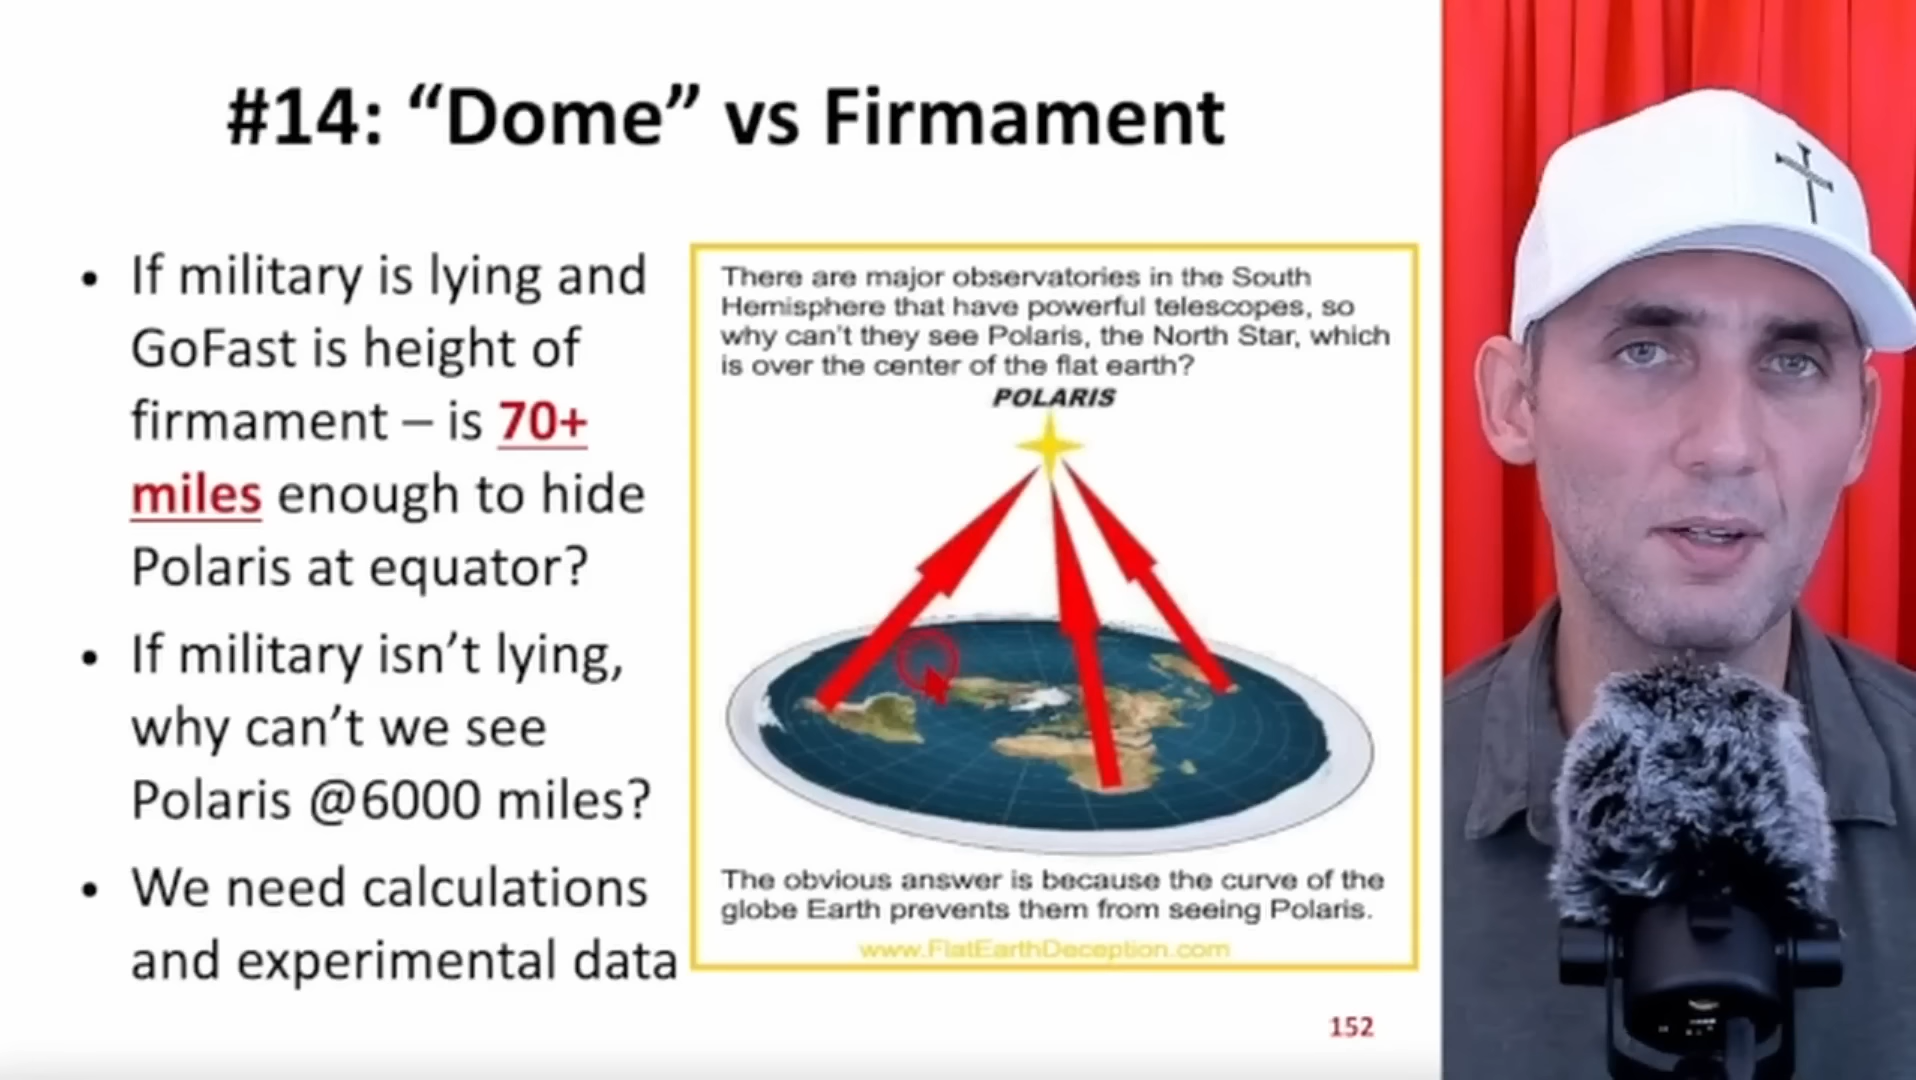 #14: “Dome” vs Firmament
• If military is lying and
GoFast is height of
firmament – is 70+
miles enough to hide
Polaris at equator?
• If military isn’t lying,
why can’t we see
Polaris @6000 miles?
• We need calculations
and experimental data
There are major observatories in the South
Hemisphere that have powerful telescopes, so
why can't they see Polaris, the North Star, which
is over the center of the flat earth?
POLARIS
The obvious answer is because the curve of the
globe Earth prevents them from seeing Polaris.
www.FlatEarthDeception.com
152